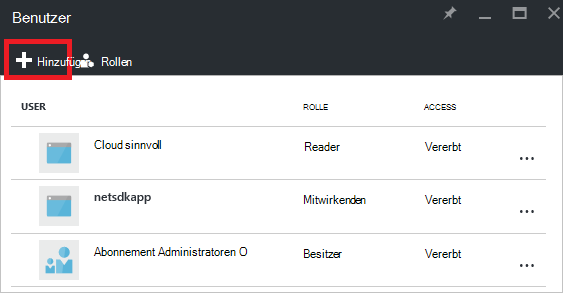 Benutzer
Hinzufüg Rollen
USER ROLLE ACCESS
Cloud sinnvoll Reader Vererbt
netsdkapp Mitwirkenden Vererbt
Abonnement Administratoren O Besitzer Vererbt